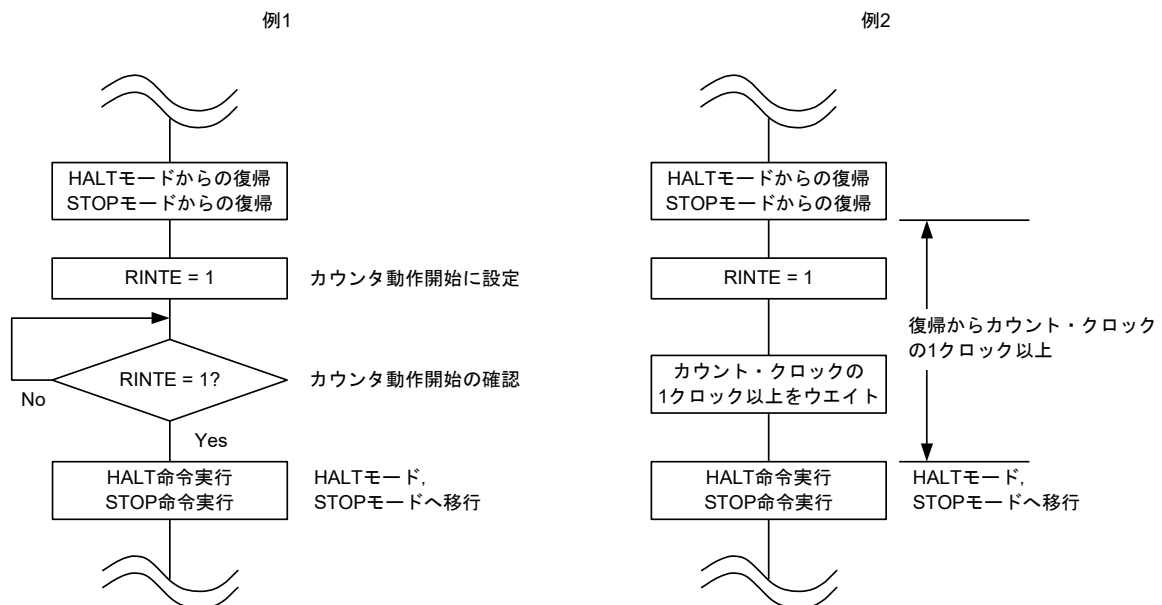 例1
HALTモードからの復帰
STOPモードからの復帰
RINTE = 1
カウンタ動作開始に設定
RINTE = 1?
カウンタ動作開始の確認
No
Yes
HALT命令実行
STOP命令実行
HALTモード,
STOPモードへ移行
例2
HALTモードからの復帰
STOPモードからの復帰
RINTE = 1
復帰からカウント・クロック
の1クロック以上
カウント・クロックの
1クロック以上をウエイト
HALT命令実行
STOP命令実行
HALTモード,
STOPモードへ移行